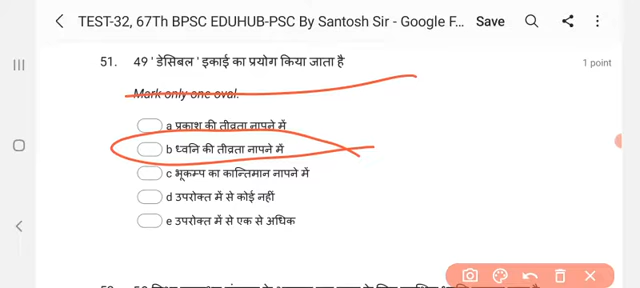 TEST-32, 67Th BPSC EDUHUB-PSC By Santosh Sir - Google F... Save
51. 49 ' डेसिबल ' इकाई का प्रयोग किया जाता है 1 point
Mark only one oval.
a प्रकाश की तीव्रता नापने में
b ध्वनि की तीव्रता नापने में
c भूकम्प का कान्तिमान नापने में
d उपरोक्त में से कोई नहीं
e उपरोक्त में से एक से अधिक